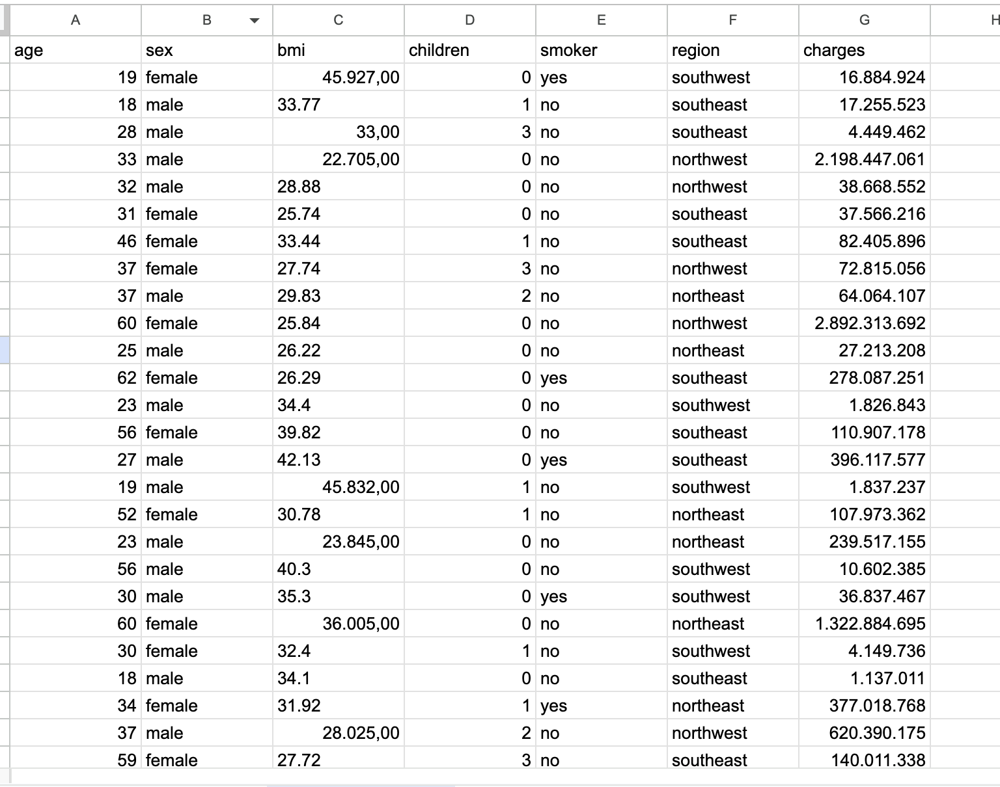 A B C D E F G H
age sex bmi children smoker region charges
19 female 45.927,00 0 yes southwest 16.884.924
18 male 33.77 1 no southeast 17.255.523
28 male 33,00 3 no southeast 4.449.462
33 male 22.705,00 0 no northwest 2.198.447.061
32 male 28.88 0 no northwest 38.668.552
31 female 25.74 0 no southeast 37.566.216
46 female 33.44 1 no southeast 82.405.896
37 female 27.74 3 no northwest 72.815.056
37 male 29.83 2 no northeast 64.064.107
60 female 25.84 0 no northwest 2.892.313.692
25 male 26.22 0 no northeast 27.213.208
62 female 26.29 0 yes southeast 278.087.251
23 male 34.4 0 no southwest 1.826.843
56 female 39.82 0 no southeast 110.907.178
27 male 42.13 0 yes southeast 396.117.577
19 male 45.832,00 1 no southwest 1.837.237
52 female 30.78 1 no northeast 107.973.362
23 male 23.845,00 0 no northeast 239.517.155
56 male 40.3 0 no southwest 10.602.385
30 male 35.3 0 yes southwest 36.837.467
60 female 36.005,00 0 no northeast 1.322.884.695
30 female 32.4 1 no southwest 4.149.736
18 male 34.1 0 no southeast 1.137.011
34 female 31.92 1 yes northeast 377.018.768
37 male 28.025,00 2 no northwest 620.390.175
59 female 27.72 3 no southeast 140.011.338